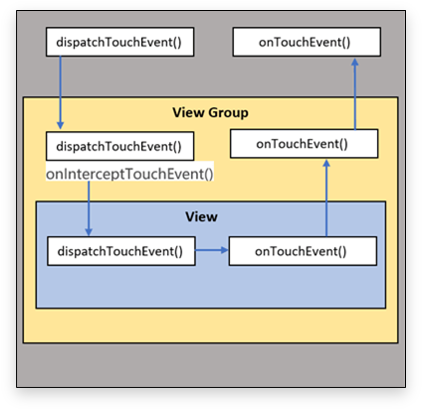 dispatchTouchEvent()
onTouchEvent()
View Group
dispatchTouchEvent()
onTouchEvent()
onInterceptTouchEvent()
View
dispatchTouchEvent()
onTouchEvent()